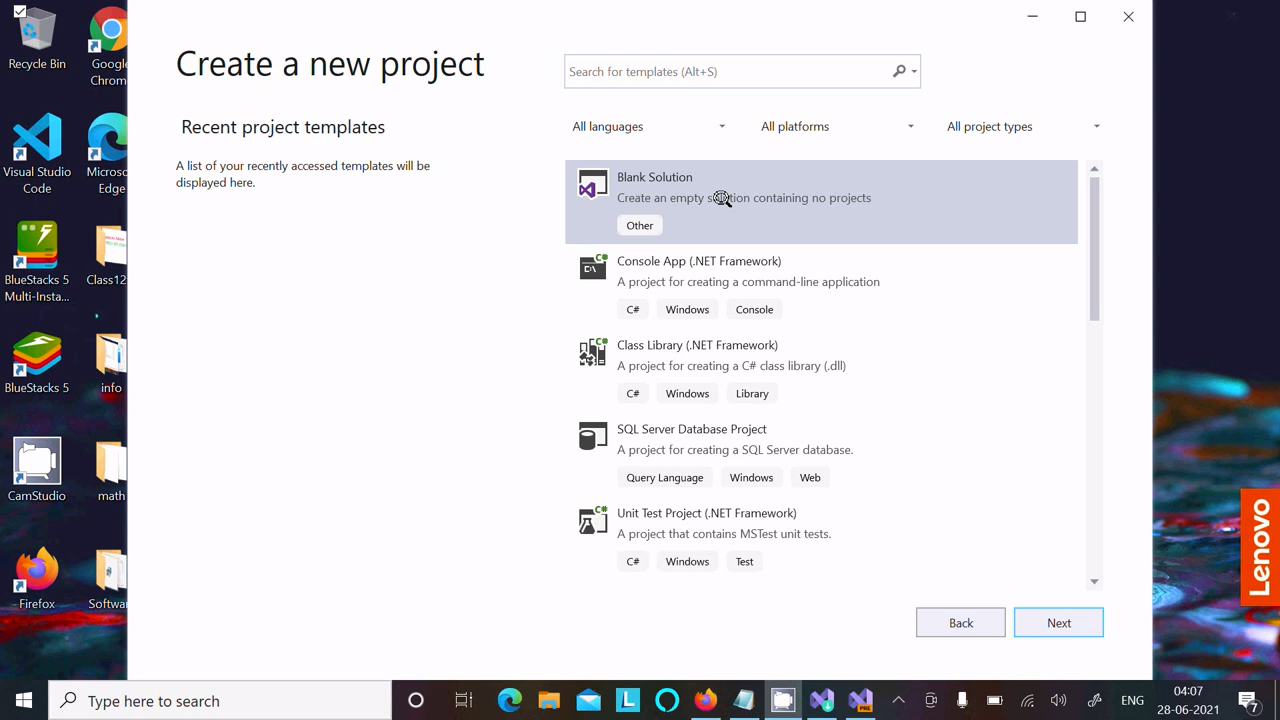 Recycle Bin
Google
Chrom
Visual Studio
Code
Microso
Edge
BlueStacks 5
Multi-Insta...
Class12
BlueStacks 5
info
CamStudio
math
Firefox
Softwa
Create a new project
Search for templates (Alt+S)
Recent project templates
A list of your recently accessed templates will be
displayed here.
All languages
All platforms
All project types
Blank Solution
Create an empty solution containing no projects
Other
Console App (.NET Framework)
A project for creating a command-line application
C# Windows Console
Class Library (.NET Framework)
A project for creating a C# class library (.dll)
C# Windows Library
SQL Server Database Project
A project for creating a SQL Server database.
Query Language Windows Web
Unit Test Project (.NET Framework)
A project that contains MSTest unit tests.
C# Windows Test
Back
Next
Lenovo
Type here to search
L
PRE
ENG
04:07
28-06-2021
7